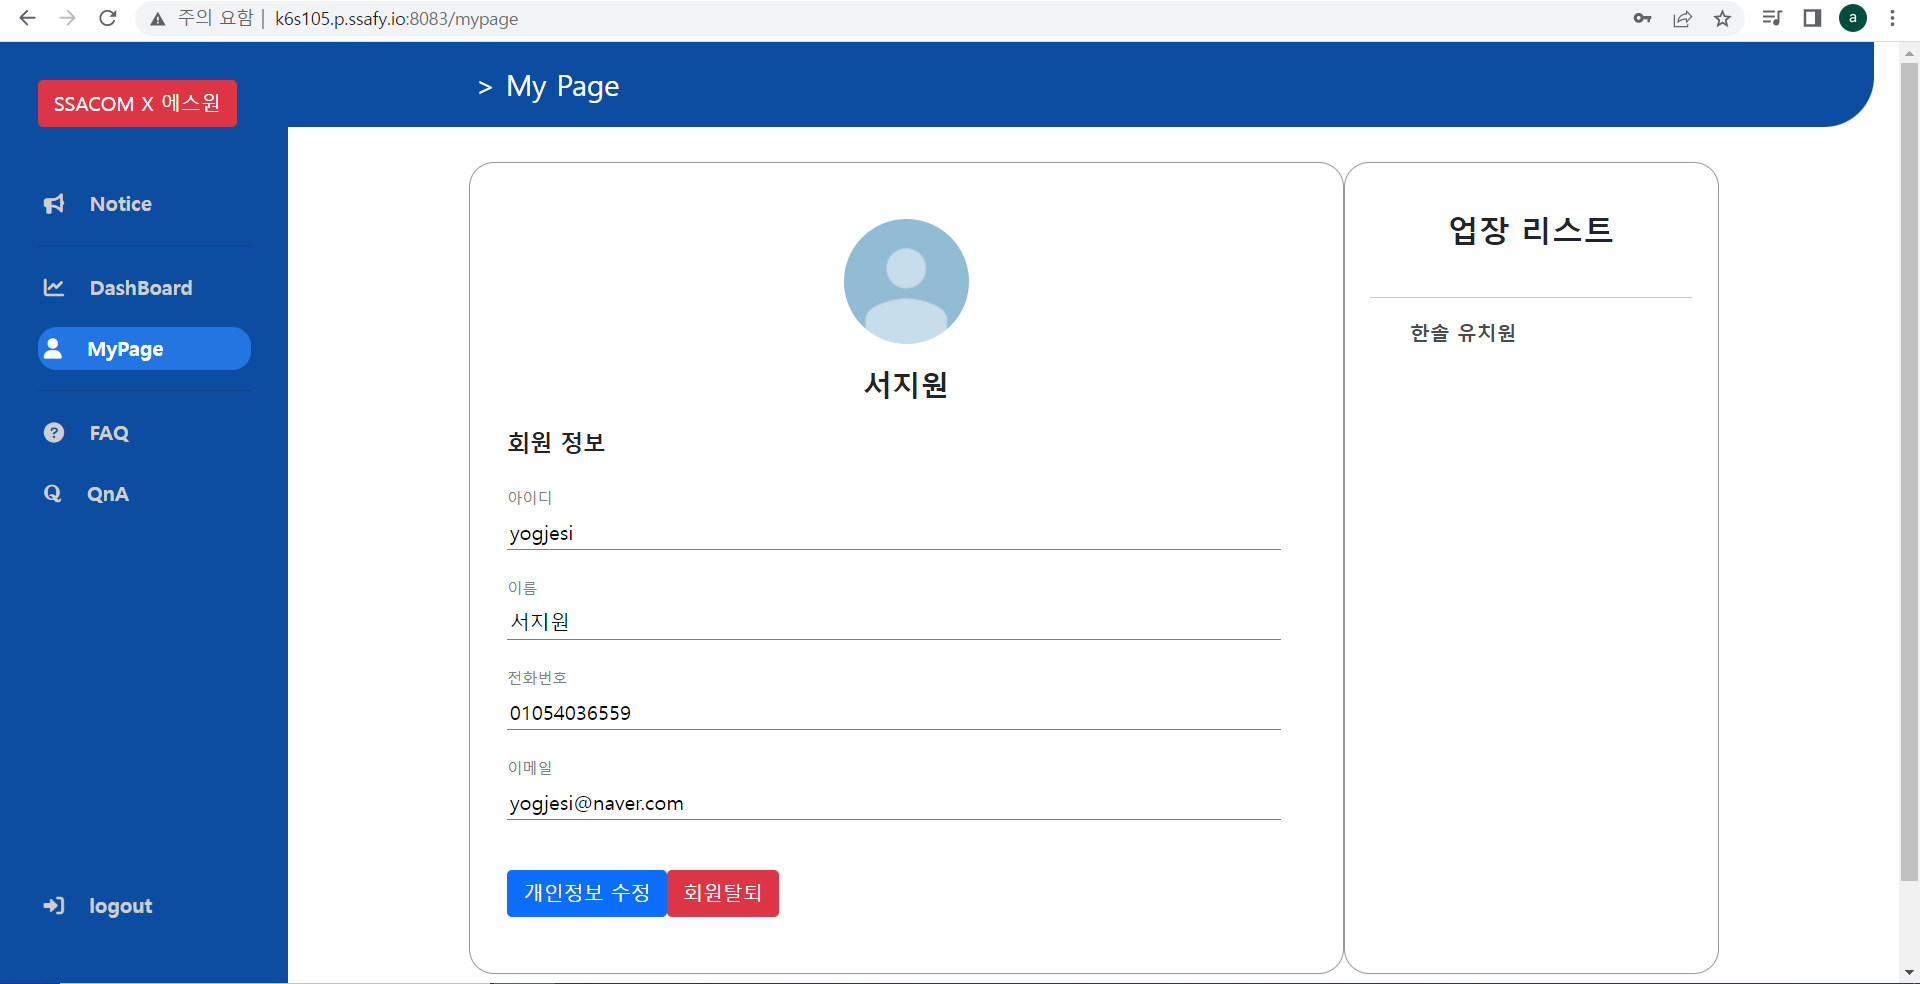 주의 요함 | k6s105.p.ssafy.io:8083/mypage
a
SSACOM X 에스원
> My Page
Notice
DashBoard
MyPage
FAQ
QnA
logout
서지원
회원 정보
아이디
yogjesi
이름
서지원
전화번호
01054036559
이메일
yogjesi@naver.com
개인정보 수정 회원탈퇴
업장 리스트
한솔 유치원